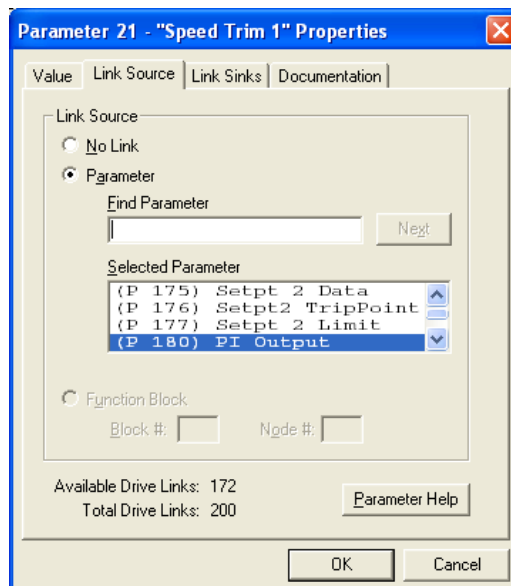 Parameter 21 - "Speed Trim 1" Properties
Value Link Source Link Sinks Documentation
Link Source
No Link
Parameter
Find Parameter
Next
Selected Parameter
(P 175) Setpt 2 Data
(P 176) Setpt2 TripPoint
(P 177) Setpt 2 Limit
(P 180) PI Output
Function Block
Block #: Node #:
Available Drive Links: 172
Total Drive Links: 200
Parameter Help
OK Cancel